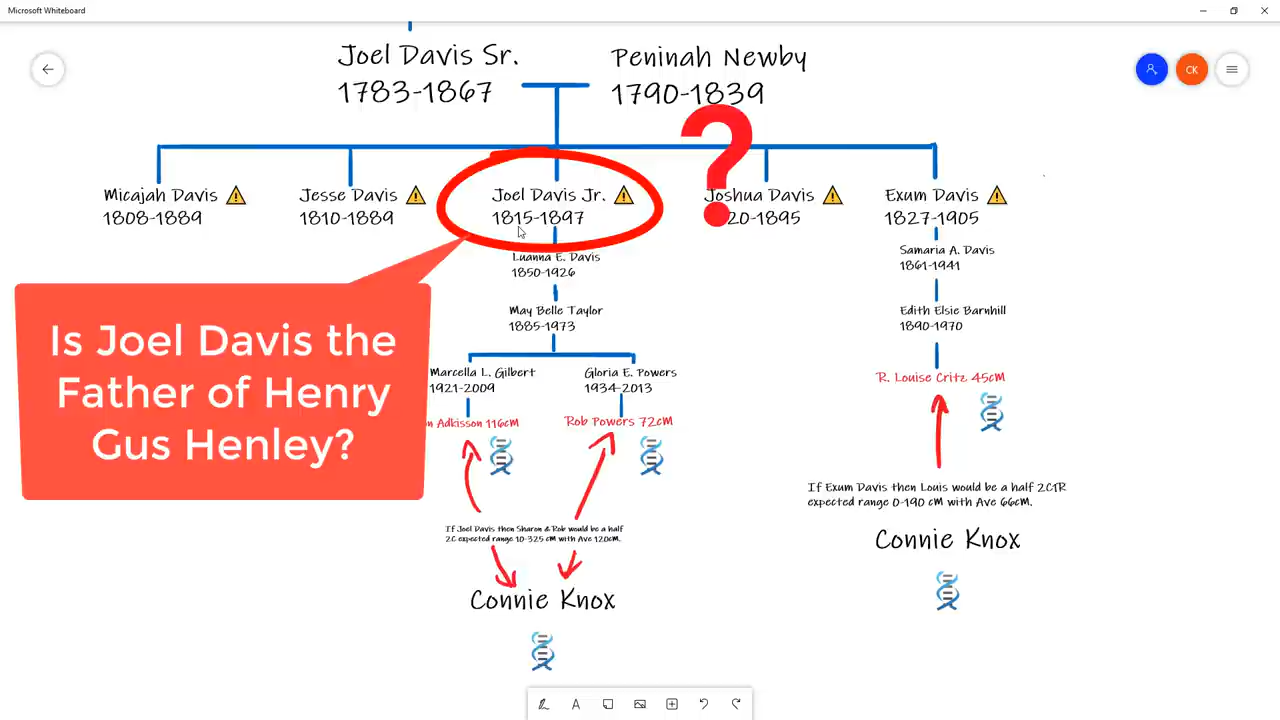 Microsoft Whiteboard
Joel Davis Sr.
1783-1867
Peninah Newby
1790-1839
CK
?
Micajah Davis
1808-1889
Jesse Davis
1810-1889
Joel Davis Jr.
1815-1897
Joshua Davis
20-1895
Exum Davis
1827-1905
Luanna E. Davis
1850-1926
May Belle Taylor
1885-1973
Marcella L. Gilbert
1921-2009
Gloria E. Powers
1934-2013
n Adkisson 116cM
Rob Powers 72cM
Samaria A. Davis
1861-1941
Edith Elsie Barnhill
1890-1970
R. Louise Critz 45cM
Is Joel Davis the
Father of Henry
Gus Henley?
If Joel Davis then Sharon & Rob would be a half
2C expected range 10-325 cM with Ave 120cM.
Connie Knox
If Exum Davis then Louis would be a half 2C1R
expected range 0-190 cM with Ave 66cM.
Connie Knox
A